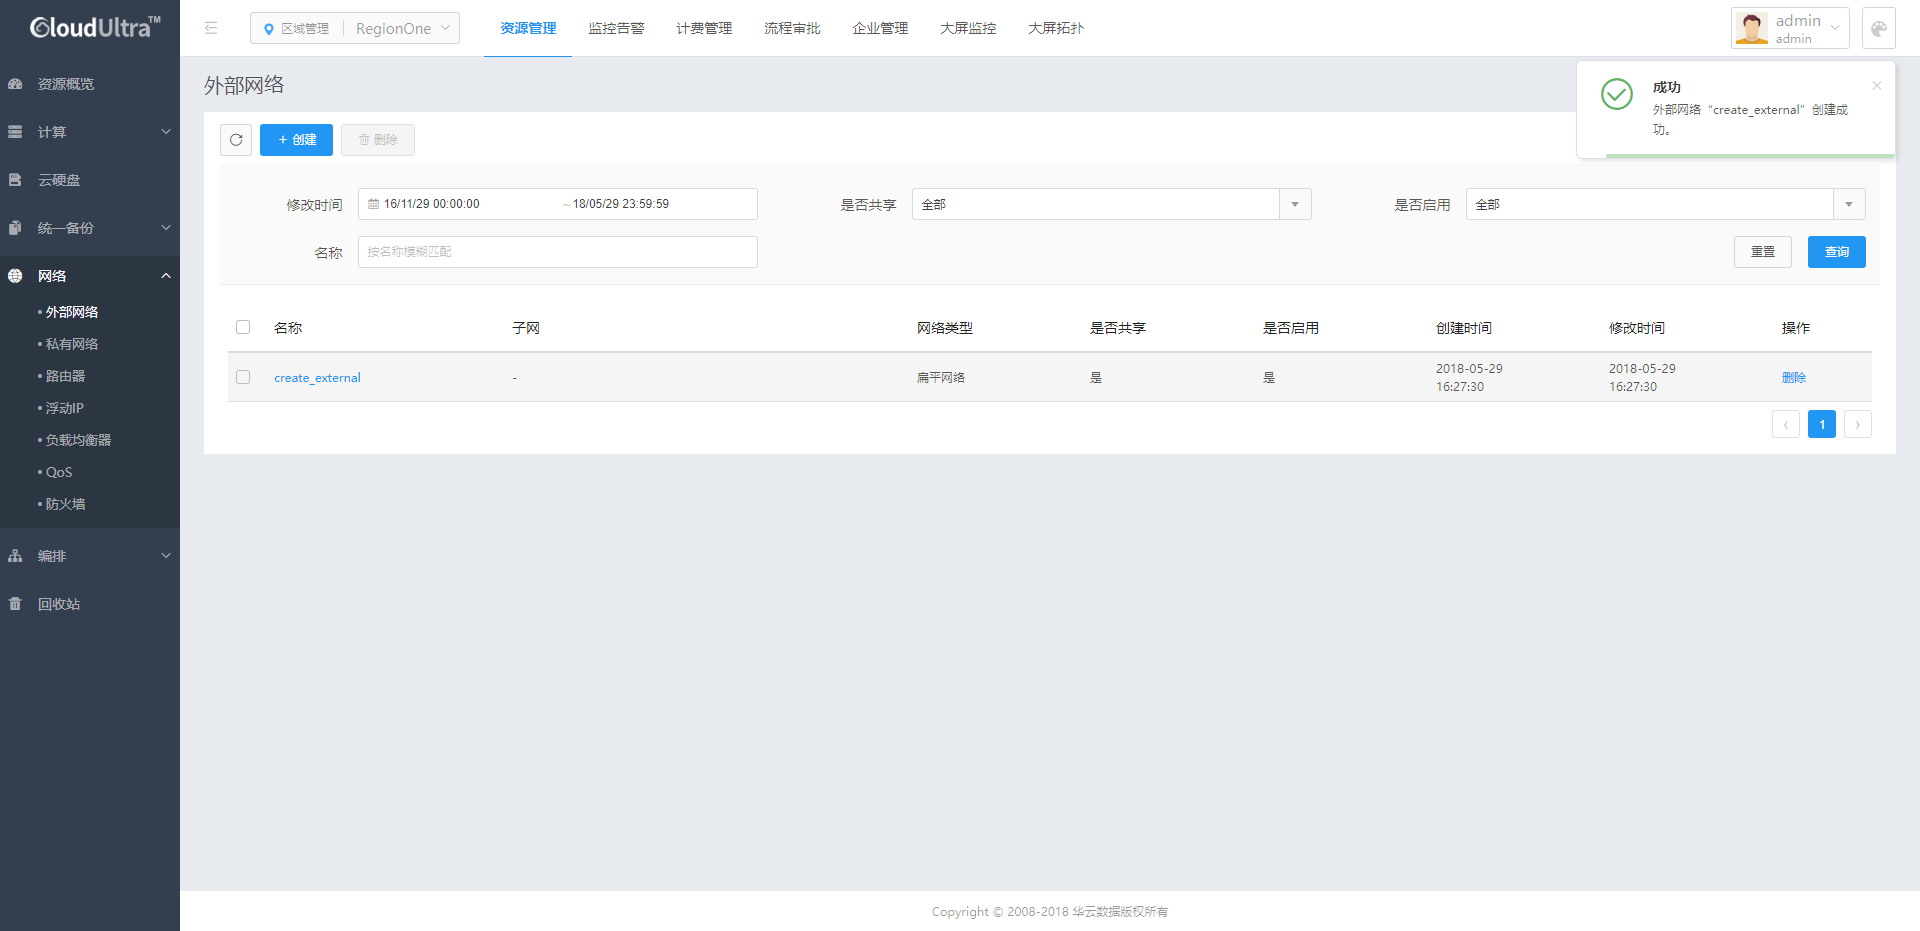 CloudUltra™
区域管理 RegionOne
资源管理 监控告警 计费管理 流程审批 企业管理 大屏监控 大屏拓扑
admin
admin
资源概览
计算
云硬盘
统一备份
网络
• 外部网络
• 私有网络
• 路由器
• 浮动IP
• 负载均衡器
• QoS
• 防火墙
编排
回收站
外部网络
成功
外部网络“create_external”创建成
功。
+ 创建 删除
修改时间 16/11/29 00:00:00 ~ 18/05/29 23:59:59 是否共享 全部 是否启用 全部
名称 按名称模糊匹配 重置 查询
名称 子网 网络类型 是否共享 是否启用 创建时间 修改时间 操作
create_external - 扁平网络 是 是 2018-05-29 16:27:30 2018-05-29 16:27:30 删除
‹ 1 ›
Copyright © 2008-2018 华云数据版权所有